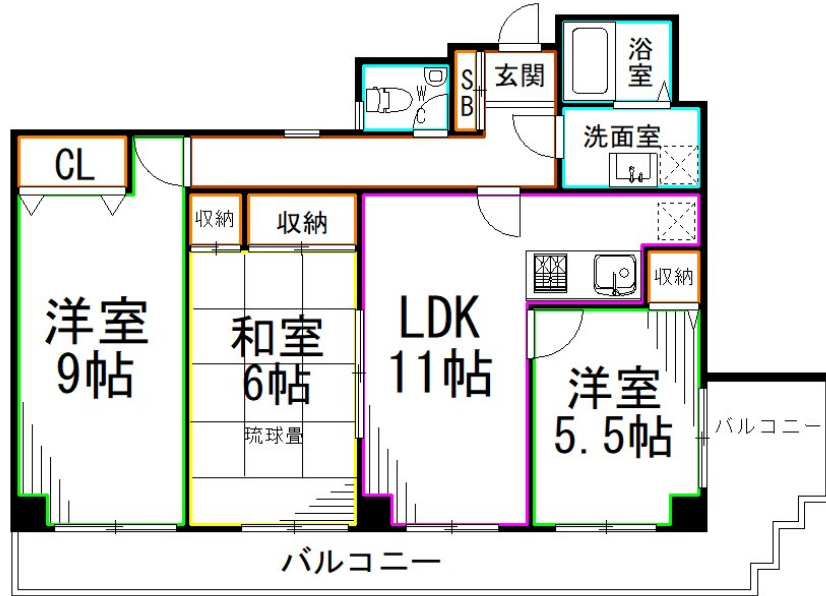 浴
室
玄関
SB
WC
洗面室
CL
収納
収納
収納
洋室
9帖
和室
6帖
琉球畳
LDK
11帖
洋室
5.5帖
バルコニー
バルコニー